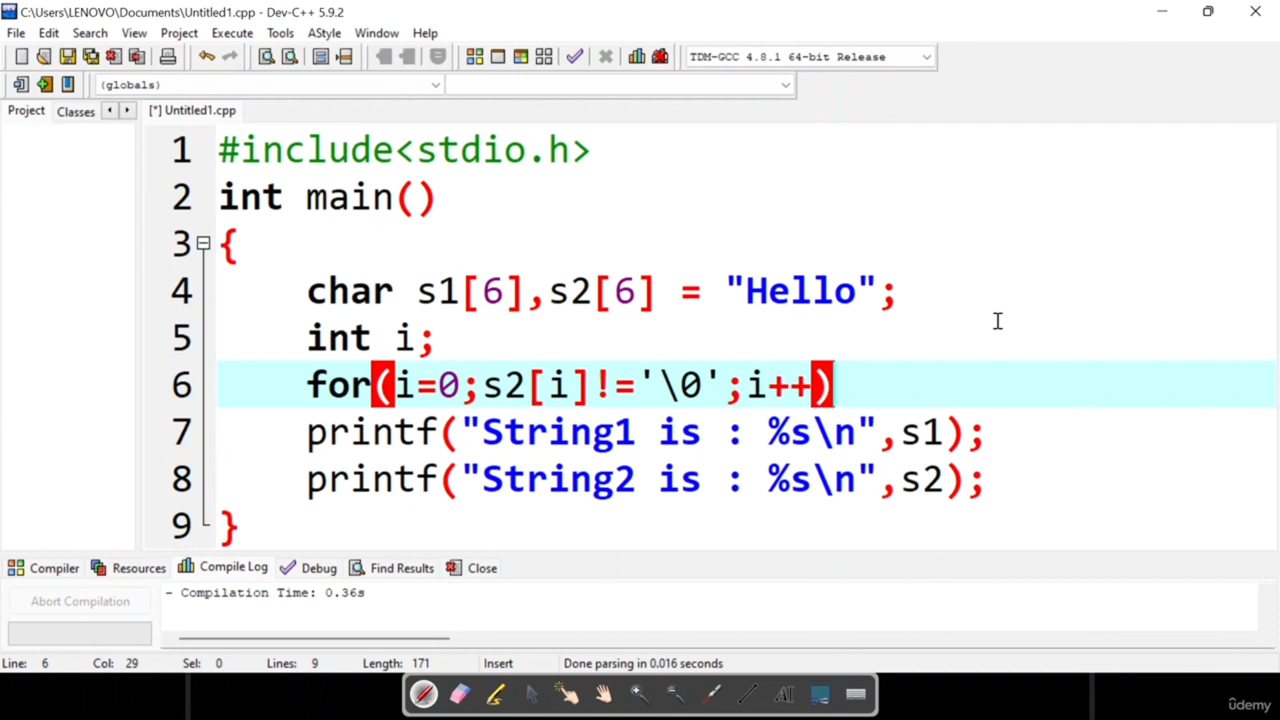 C:\Users\LENOVO\Documents\Untitled1.cpp - Dev-C++ 5.9.2
File Edit Search View Project Execute Tools AStyle Window Help
TDM-GCC 4.8.1 64-bit Release
(globals)
Project Classes [*] Untitled1.cpp
1 #include<stdio.h>
2 int main()
3 {
4 char s1[6],s2[6] = "Hello";
5 int i;
6 for(i=0;s2[i]!='\0';i++)
7 printf("String1 is : %s\n",s1);
8 printf("String2 is : %s\n",s2);
9 }
Compiler Resources Compile Log Debug Find Results Close
Abort Compilation
- Compilation Time: 0.36s
Line: 6 Col: 29 Sel: 0 Lines: 9 Length: 171 Insert Done parsing in 0.016 seconds
AI
ûdemy